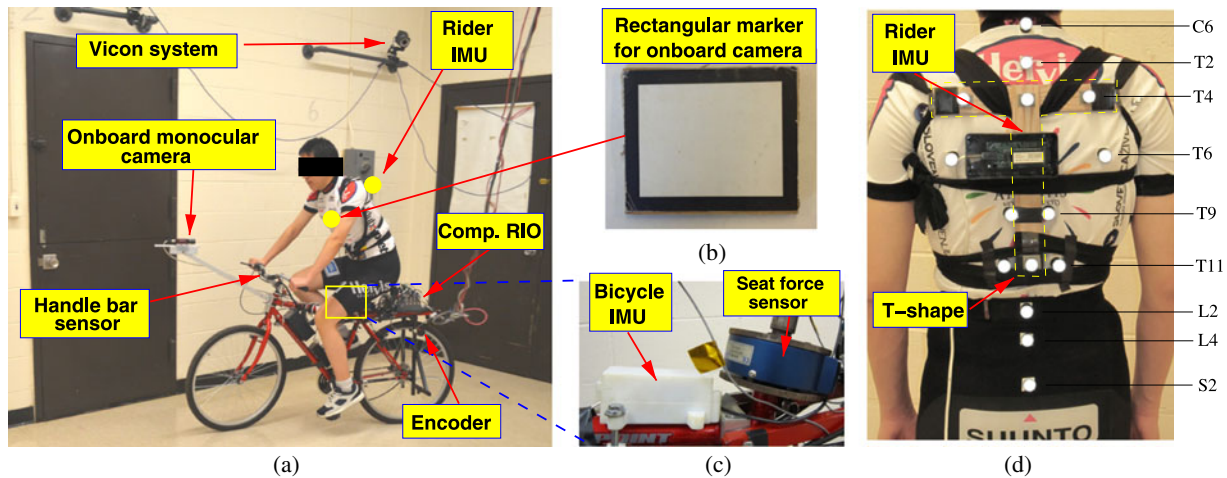 Vicon system
Rider
IMU
Onboard monocular
camera
Comp. RIO
Handle bar
sensor
Encoder
(a)
Rectangular marker
for onboard camera
(b)
Bicycle
IMU
Seat force
sensor
POINT
(c)
Rider
IMU
C6
T2
T4
T6
T9
T11
T−shape
L2
L4
S2
SUUNTO
(d)